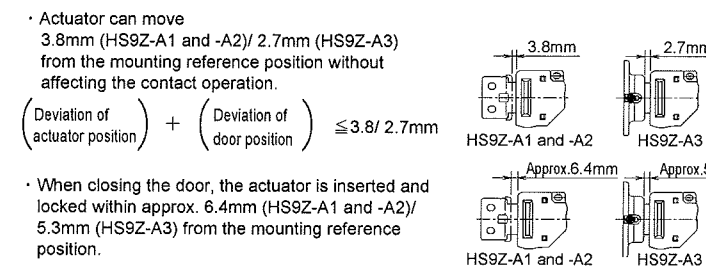 · Actuator can move
3.8mm (HS9Z-A1 and -A2)/ 2.7mm (HS9Z-A3)
from the mounting reference position without
affecting the contact operation.
(Deviation of actuator position) + (Deviation of door position) ≦3.8/ 2.7mm
· When closing the door, the actuator is inserted and
locked within approx. 6.4mm (HS9Z-A1 and -A2)/
5.3mm (HS9Z-A3) from the mounting reference
position.
3.8mm
2.7mm
HS9Z-A1 and -A2
HS9Z-A3
Approx.6.4mm
Approx.5
HS9Z-A1 and -A2
HS9Z-A3